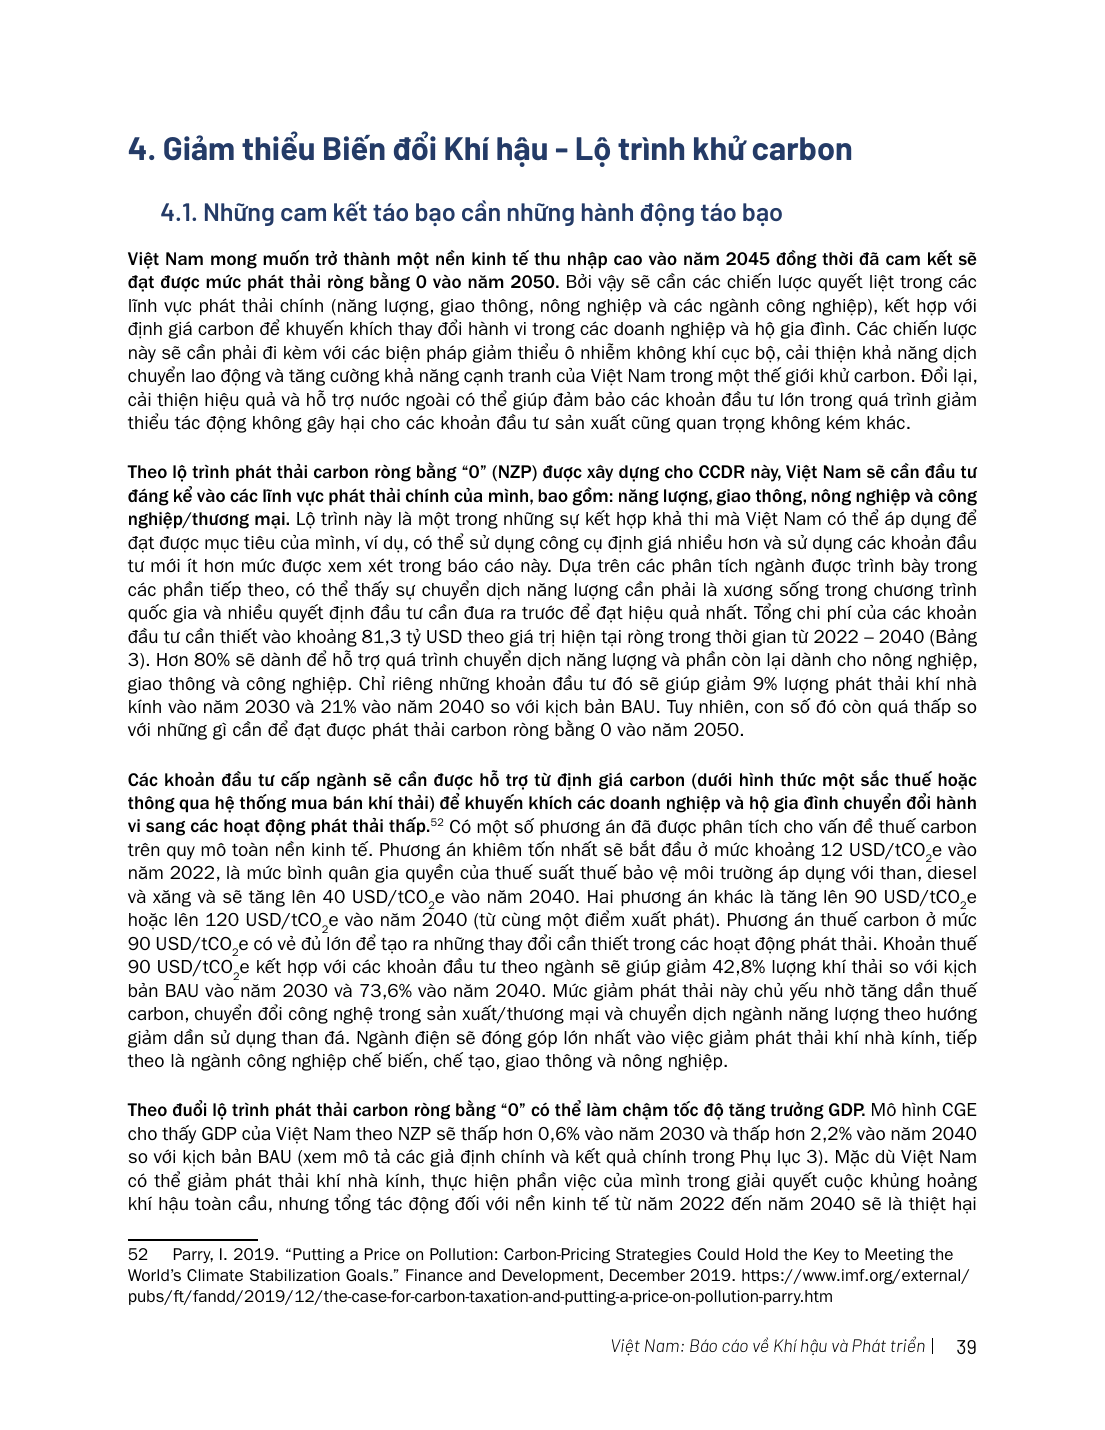 4. Giảm thiểu Biến đổi Khí hậu - Lộ trình khử carbon
4.1. Những cam kết táo bạo cần những hành động táo bạo
Việt Nam mong muốn trở thành một nền kinh tế thu nhập cao vào năm 2045 đồng thời đã cam kết sẽ
đạt được mức phát thải ròng bằng 0 vào năm 2050. Bởi vậy sẽ cần các chiến lược quyết liệt trong các
lĩnh vực phát thải chính (năng lượng, giao thông, nông nghiệp và các ngành công nghiệp), kết hợp với
định giá carbon để khuyến khích thay đổi hành vi trong các doanh nghiệp và hộ gia đình. Các chiến lược
này sẽ cần phải đi kèm với các biện pháp giảm thiểu ô nhiễm không khí cục bộ, cải thiện khả năng dịch
chuyển lao động và tăng cường khả năng cạnh tranh của Việt Nam trong một thế giới khử carbon. Đổi lại,
cải thiện hiệu quả và hỗ trợ nước ngoài có thể giúp đảm bảo các khoản đầu tư lớn trong quá trình giảm
thiểu tác động không gây hại cho các khoản đầu tư sản xuất cũng quan trọng không kém khác.
Theo lộ trình phát thải carbon ròng bằng “0” (NZP) được xây dựng cho CCDR này, Việt Nam sẽ cần đầu tư
đáng kể vào các lĩnh vực phát thải chính của mình, bao gồm: năng lượng, giao thông, nông nghiệp và công
nghiệp/thương mại. Lộ trình này là một trong những sự kết hợp khả thi mà Việt Nam có thể áp dụng để
đạt được mục tiêu của mình, ví dụ, có thể sử dụng công cụ định giá nhiều hơn và sử dụng các khoản đầu
tư mới ít hơn mức được xem xét trong báo cáo này. Dựa trên các phân tích ngành được trình bày trong
các phần tiếp theo, có thể thấy sự chuyển dịch năng lượng cần phải là xương sống trong chương trình
quốc gia và nhiều quyết định đầu tư cần đưa ra trước để đạt hiệu quả nhất. Tổng chi phí của các khoản
đầu tư cần thiết vào khoảng 81,3 tỷ USD theo giá trị hiện tại ròng trong thời gian từ 2022 – 2040 (Bảng
3). Hơn 80% sẽ dành để hỗ trợ quá trình chuyển dịch năng lượng và phần còn lại dành cho nông nghiệp,
giao thông và công nghiệp. Chỉ riêng những khoản đầu tư đó sẽ giúp giảm 9% lượng phát thải khí nhà
kính vào năm 2030 và 21% vào năm 2040 so với kịch bản BAU. Tuy nhiên, con số đó còn quá thấp so
với những gì cần để đạt được phát thải carbon ròng bằng 0 vào năm 2050.
Các khoản đầu tư cấp ngành sẽ cần được hỗ trợ từ định giá carbon (dưới hình thức một sắc thuế hoặc
thông qua hệ thống mua bán khí thải) để khuyến khích các doanh nghiệp và hộ gia đình chuyển đổi hành
vi sang các hoạt động phát thải thấp.52 Có một số phương án đã được phân tích cho vấn đề thuế carbon
trên quy mô toàn nền kinh tế. Phương án khiêm tốn nhất sẽ bắt đầu ở mức khoảng 12 USD/tCO2e vào
năm 2022, là mức bình quân gia quyền của thuế suất thuế bảo vệ môi trường áp dụng với than, diesel
và xăng và sẽ tăng lên 40 USD/tCO2e vào năm 2040. Hai phương án khác là tăng lên 90 USD/tCO2e
hoặc lên 120 USD/tCO2e vào năm 2040 (từ cùng một điểm xuất phát). Phương án thuế carbon ở mức
90 USD/tCO2e có vẻ đủ lớn để tạo ra những thay đổi cần thiết trong các hoạt động phát thải. Khoản thuế
90 USD/tCO2e kết hợp với các khoản đầu tư theo ngành sẽ giúp giảm 42,8% lượng khí thải so với kịch
bản BAU vào năm 2030 và 73,6% vào năm 2040. Mức giảm phát thải này chủ yếu nhờ tăng dần thuế
carbon, chuyển đổi công nghệ trong sản xuất/thương mại và chuyển dịch ngành năng lượng theo hướng
giảm dần sử dụng than đá. Ngành điện sẽ đóng góp lớn nhất vào việc giảm phát thải khí nhà kính, tiếp
theo là ngành công nghiệp chế biến, chế tạo, giao thông và nông nghiệp.
Theo đuổi lộ trình phát thải carbon ròng bằng “0” có thể làm chậm tốc độ tăng trưởng GDP. Mô hình CGE
cho thấy GDP của Việt Nam theo NZP sẽ thấp hơn 0,6% vào năm 2030 và thấp hơn 2,2% vào năm 2040
so với kịch bản BAU (xem mô tả các giả định chính và kết quả chính trong Phụ lục 3). Mặc dù Việt Nam
có thể giảm phát thải khí nhà kính, thực hiện phần việc của mình trong giải quyết cuộc khủng hoảng
khí hậu toàn cầu, nhưng tổng tác động đối với nền kinh tế từ năm 2022 đến năm 2040 sẽ là thiệt hại
52 Parry, I. 2019. “Putting a Price on Pollution: Carbon-Pricing Strategies Could Hold the Key to Meeting the
World’s Climate Stabilization Goals.” Finance and Development, December 2019. https://www.imf.org/external/
pubs/ft/fandd/2019/12/the-case-for-carbon-taxation-and-putting-a-price-on-pollution-parry.htm
Việt Nam: Báo cáo về Khí hậu và Phát triển | 39